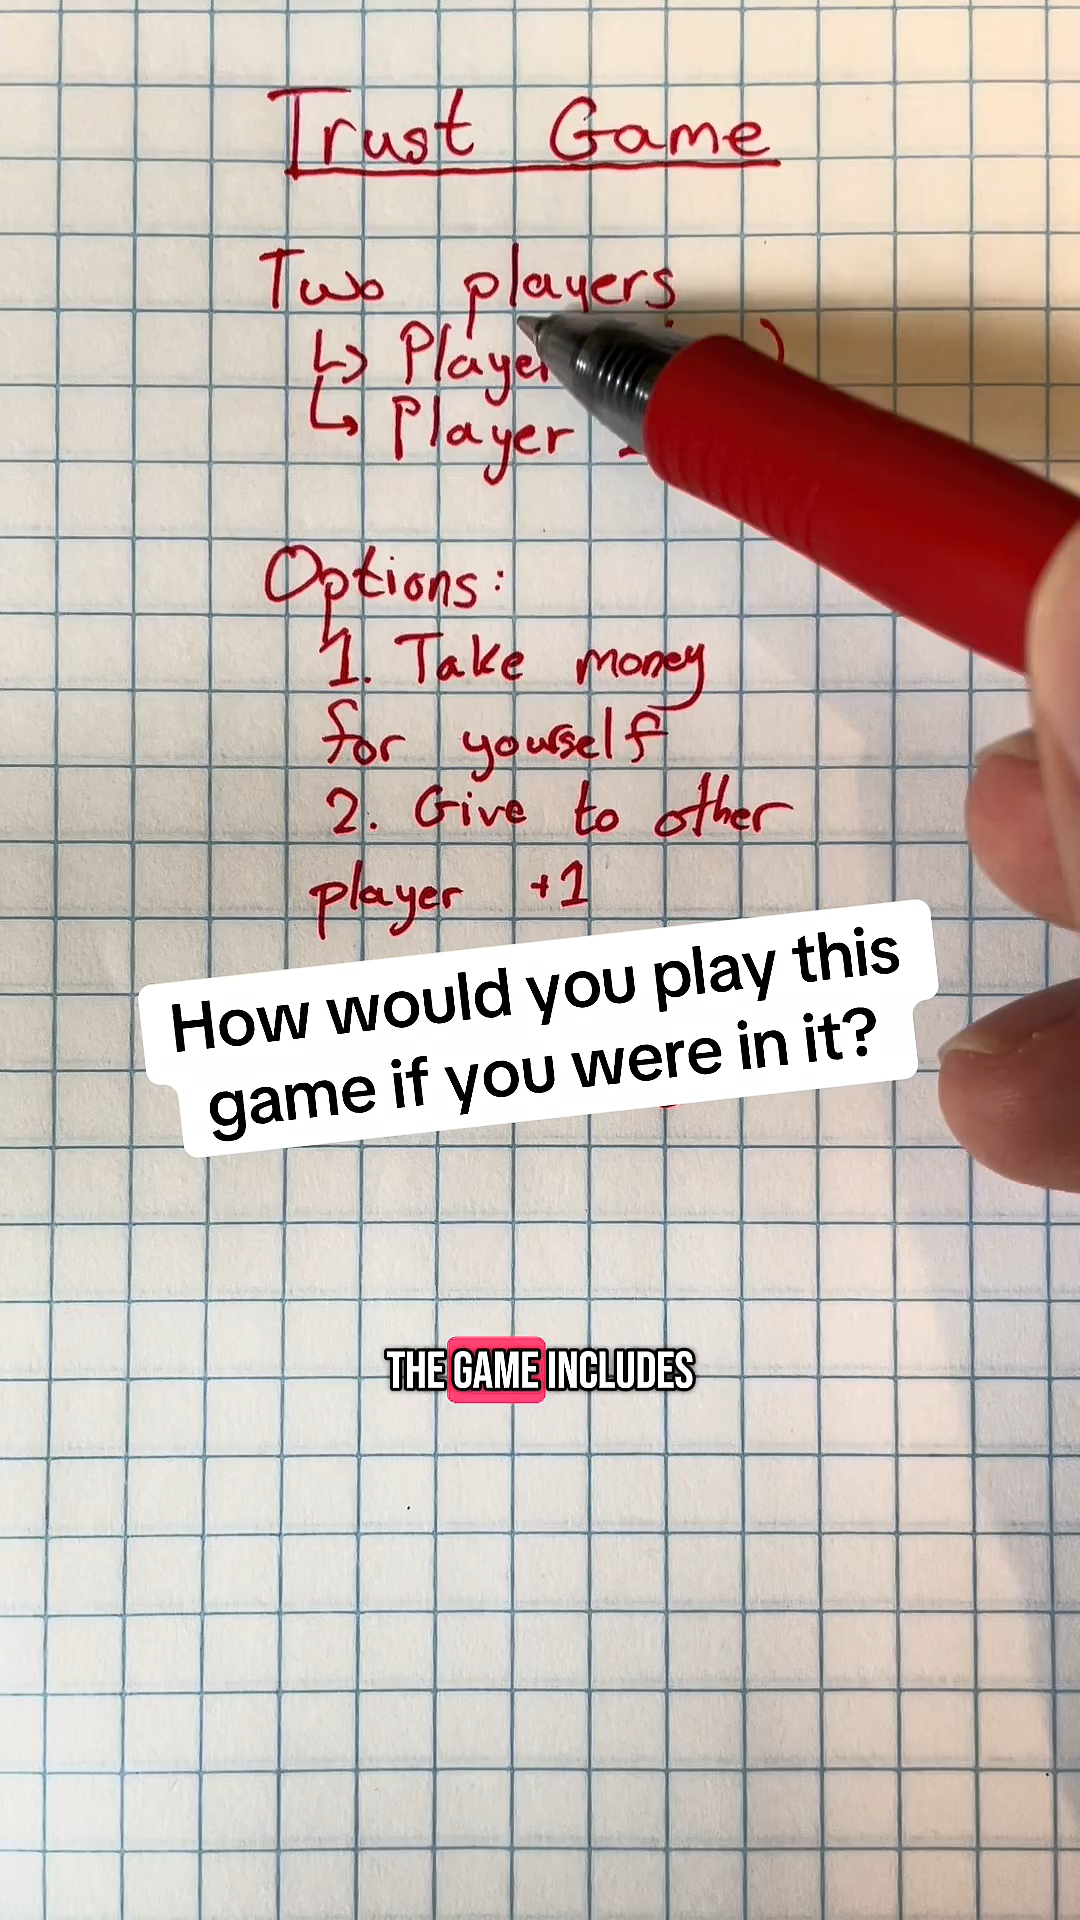 Trust Game
Two players
↳ Player
↳ Player
Options:
1. Take money
for yourself
2. Give to other
player +1
How would you play this
game if you were in it?
THE GAME INCLUDES